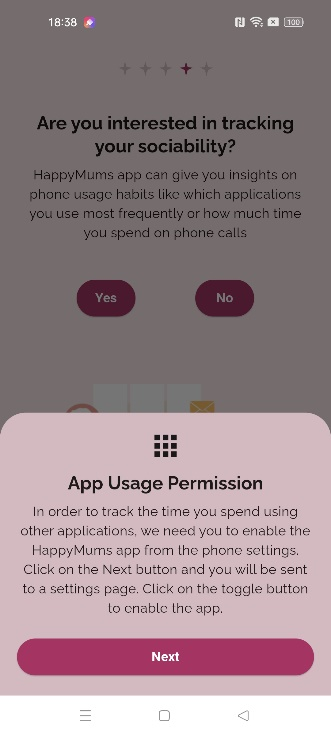 18:38
100
Are you interested in tracking
your sociability?
HappyMums app can give you insights on
phone usage habits like which applications
you use most frequently or how much time
you spend on phone calls
Yes
No
App Usage Permission
In order to track the time you spend using
other applications, we need you to enable the
HappyMums app from the phone settings.
Click on the Next button and you will be sent
to a settings page. Click on the toggle button
to enable the app.
Next